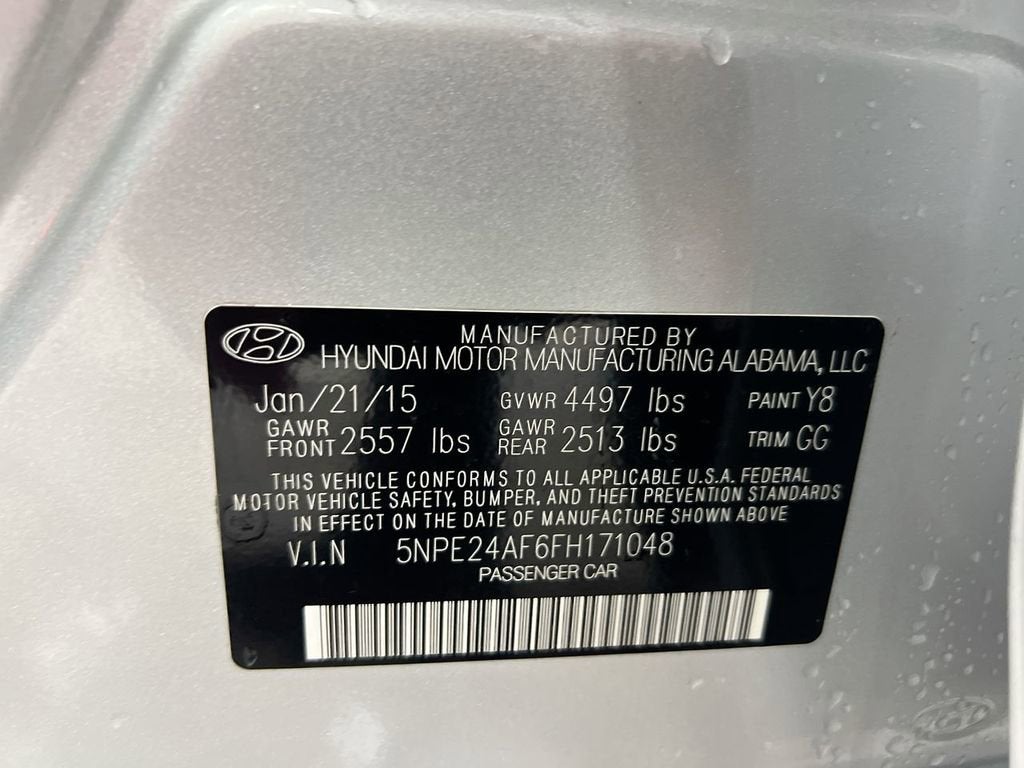 MANUFACTURED BY
HYUNDAI MOTOR MANUFACTURING ALABAMA, LLC
Jan/21/15 GVWR 4497 lbs PAINT Y8
GAWR FRONT 2557 lbs GAWR REAR 2513 lbs TRIM GG
THIS VEHICLE CONFORMS TO ALL APPLICABLE U.S.A. FEDERAL
MOTOR VEHICLE SAFETY, BUMPER, AND THEFT PREVENTION STANDARDS
IN EFFECT ON THE DATE OF MANUFACTURE SHOWN ABOVE
V.I.N 5NPE24AF6FH171048
PASSENGER CAR